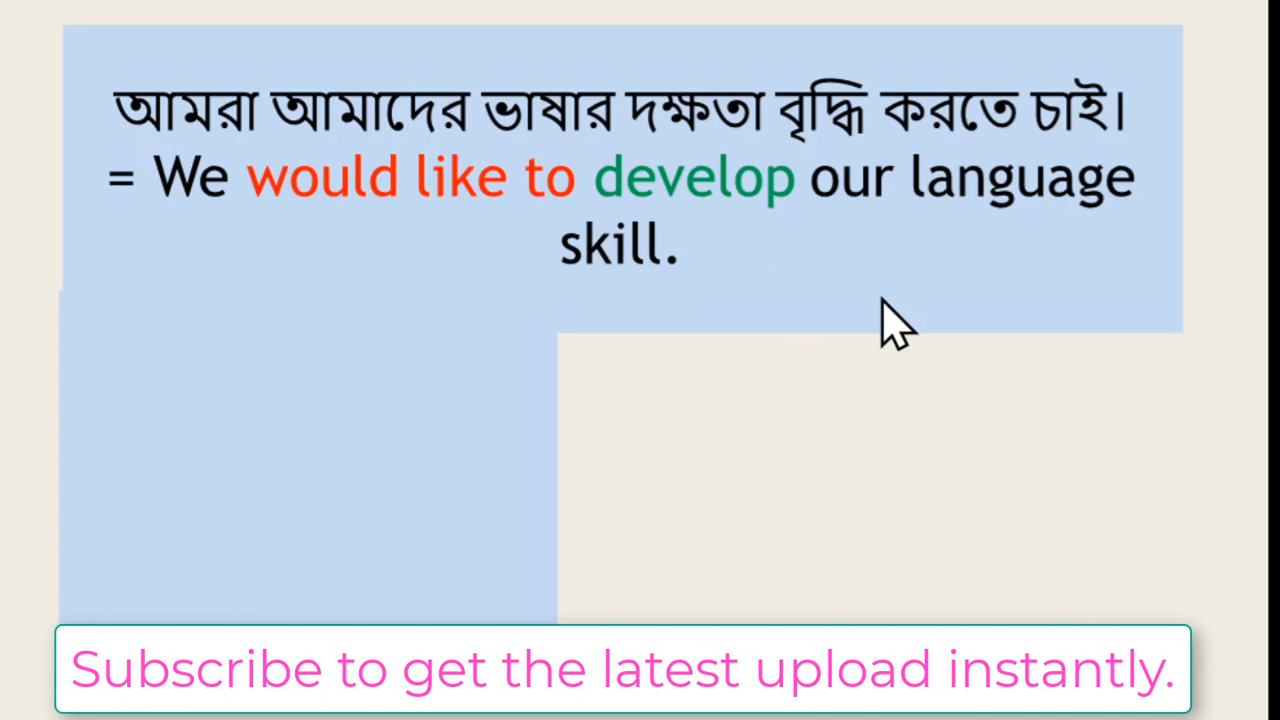 আমরা আমাদের ভাষার দক্ষতা বৃদ্ধি করতে চাই।
= We would like to develop our language
skill.
Subscribe to get the latest upload instantly.